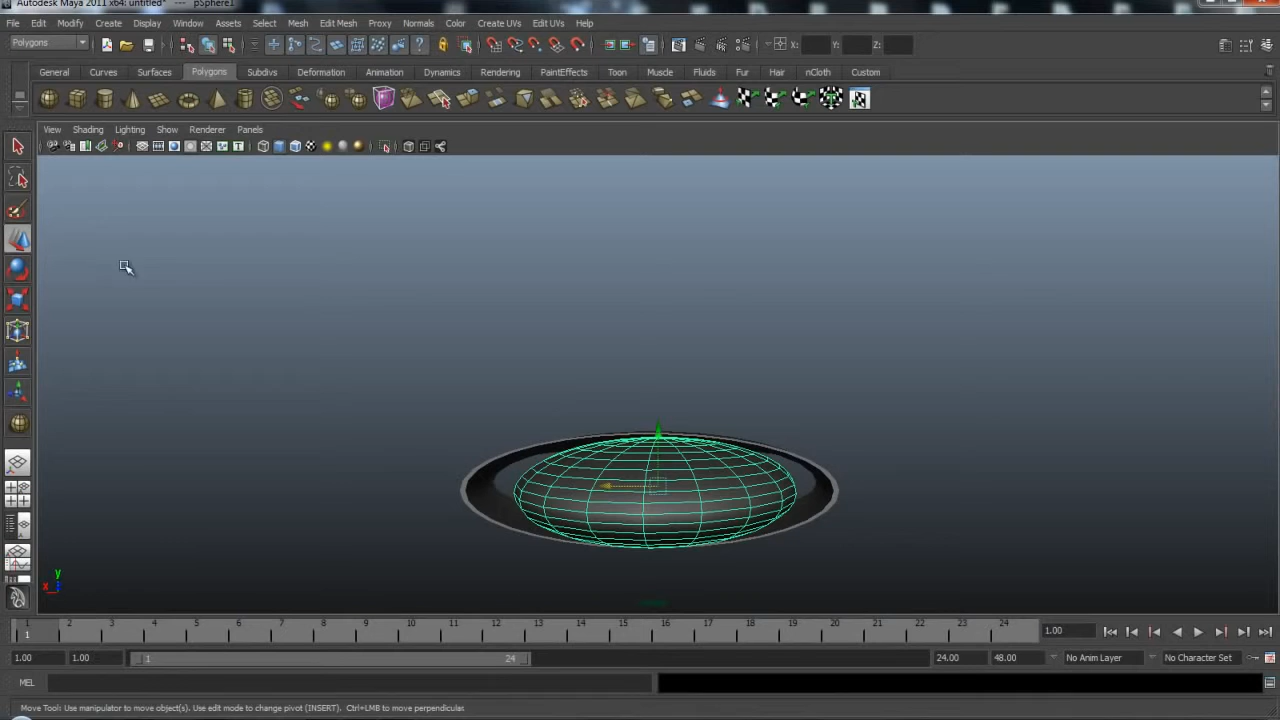 Autodesk Maya 2011 x64: untitled* --- pSphere1
File Edit Modify Create Display Window Assets Select Mesh Edit Mesh Proxy Normals Color Create UVs Edit UVs Help
Polygons X: Y: Z:
General Curves Surfaces Polygons Subdivs Deformation Animation Dynamics Rendering PaintEffects Toon Muscle Fluids Fur Hair nCloth Custom
View Shading Lighting Show Renderer Panels
y
x
1 2 3 4 5 6 7 8 9 10 11 12 13 14 15 16 17 18 19 20 21 22 23 24
1 1.00
1.00 1.00 1 24 24.00 48.00 No Anim Layer No Character Set
MEL
Move Tool: Use manipulator to move object(s). Use edit mode to change pivot (INSERT). Ctrl+LMB to move perpendicular.